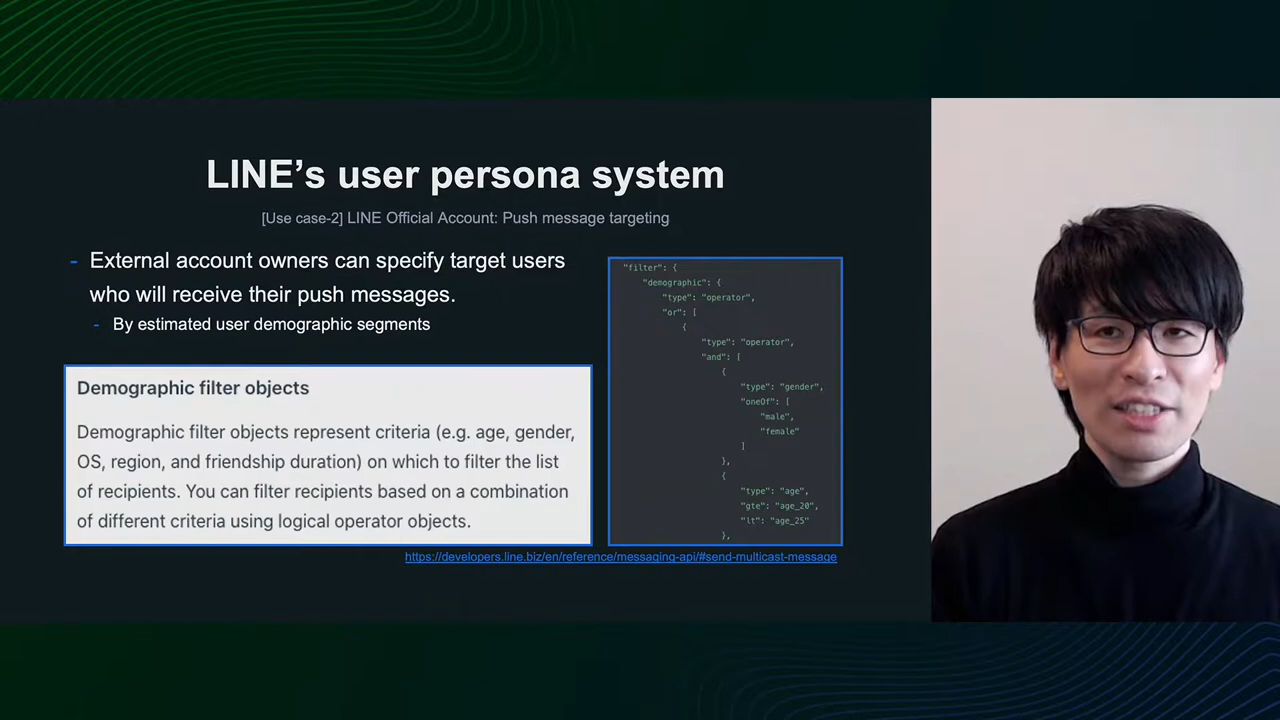 LINE’s user persona system
[Use case-2] LINE Official Account: Push message targeting
- External account owners can specify target users
who will receive their push messages.
- By estimated user demographic segments
Demographic filter objects
Demographic filter objects represent criteria (e.g. age, gender,
OS, region, and friendship duration) on which to filter the list
of recipients. You can filter recipients based on a combination
of different criteria using logical operator objects.
"filter": {
"demographic": {
"type": "operator",
"or": [
{
"type": "operator",
"and": [
{
"type": "gender",
"oneOf": [
"male",
"female"
]
},
{
"type": "age",
"gte": "age_20",
"lt": "age_25"
},
https://developers.line.biz/en/reference/messaging-api/#send-multicast-message